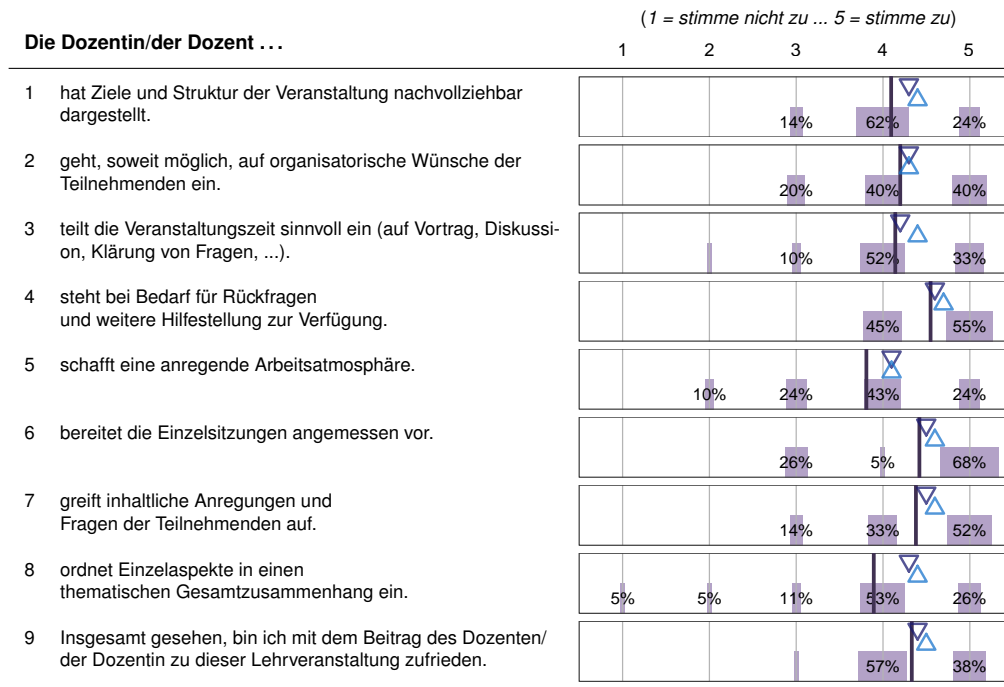 (1 = stimme nicht zu ... 5 = stimme zu)
Die Dozentin/der Dozent ... 1 2 3 4 5
1 hat Ziele und Struktur der Veranstaltung nachvollziehbar
dargestellt.
14% 62% 24%
2 geht, soweit möglich, auf organisatorische Wünsche der
Teilnehmenden ein.
20% 40% 40%
3 teilt die Veranstaltungszeit sinnvoll ein (auf Vortrag, Diskussi-
on, Klärung von Fragen, ...).
10% 52% 33%
4 steht bei Bedarf für Rückfragen
und weitere Hilfestellung zur Verfügung.
45% 55%
5 schafft eine anregende Arbeitsatmosphäre.
10% 24% 43% 24%
6 bereitet die Einzelsitzungen angemessen vor.
26% 5% 68%
7 greift inhaltliche Anregungen und
Fragen der Teilnehmenden auf.
14% 33% 52%
8 ordnet Einzelaspekte in einen
thematischen Gesamtzusammenhang ein.
5% 5% 11% 53% 26%
9 Insgesamt gesehen, bin ich mit dem Beitrag des Dozenten/
der Dozentin zu dieser Lehrveranstaltung zufrieden.
57% 38%